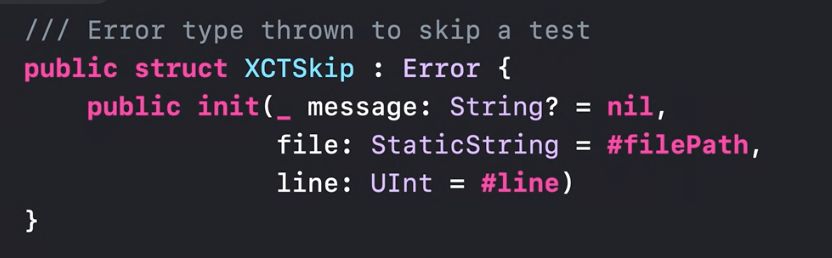 /// Error type thrown to skip a test
public struct XCTSkip : Error {
    public init(_ message: String? = nil,
                file: StaticString = #filePath,
                line: UInt = #line)
}